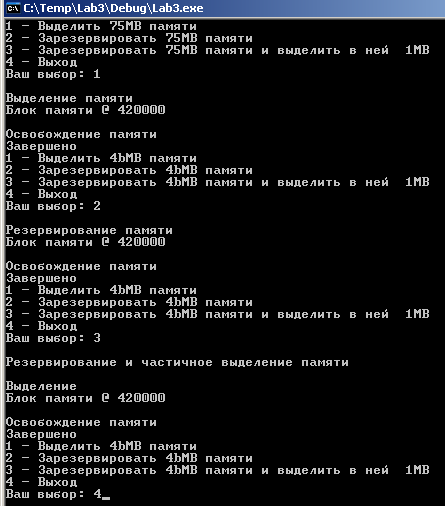 C:\Temp\Lab3\Debug\Lab3.exe
1 - Выделить 75MB памяти
2 - Зарезервировать 75MB памяти
3 - Зарезервировать 75MB памяти и выделить в ней  1MB
4 - Выход
Ваш выбор: 1
Выделение памяти
Блок памяти @ 420000
Освобождение памяти
Завершено
1 - Выделить 4bMB памяти
2 - Зарезервировать 4bMB памяти
3 - Зарезервировать 4bMB памяти и выделить в ней  1MB
4 - Выход
Ваш выбор: 2
Резервирование памяти
Блок памяти @ 420000
Освобождение памяти
Завершено
1 - Выделить 4bMB памяти
2 - Зарезервировать 4bMB памяти
3 - Зарезервировать 4bMB памяти и выделить в ней  1MB
4 - Выход
Ваш выбор: 3
Резервирование и частичное выделение памяти
Выделение
Блок памяти @ 420000
Освобождение памяти
Завершено
1 - Выделить 4bMB памяти
2 - Зарезервировать 4bMB памяти
3 - Зарезервировать 4bMB памяти и выделить в ней  1MB
4 - Выход
Ваш выбор: 4_